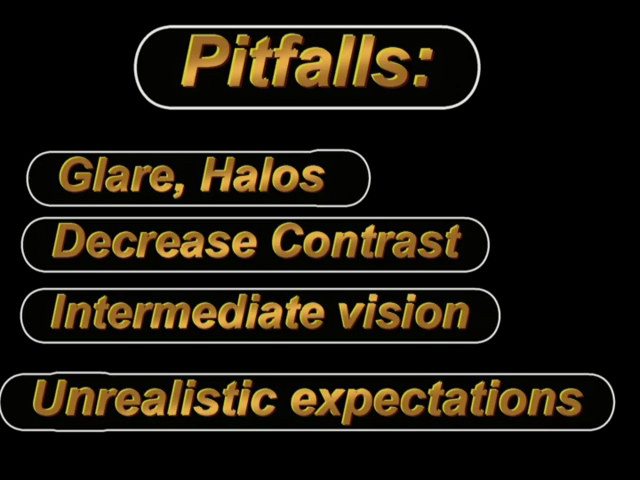 Pitfalls:
Glare, Halos
Decrease Contrast
Intermediate vision
Unrealistic expectations